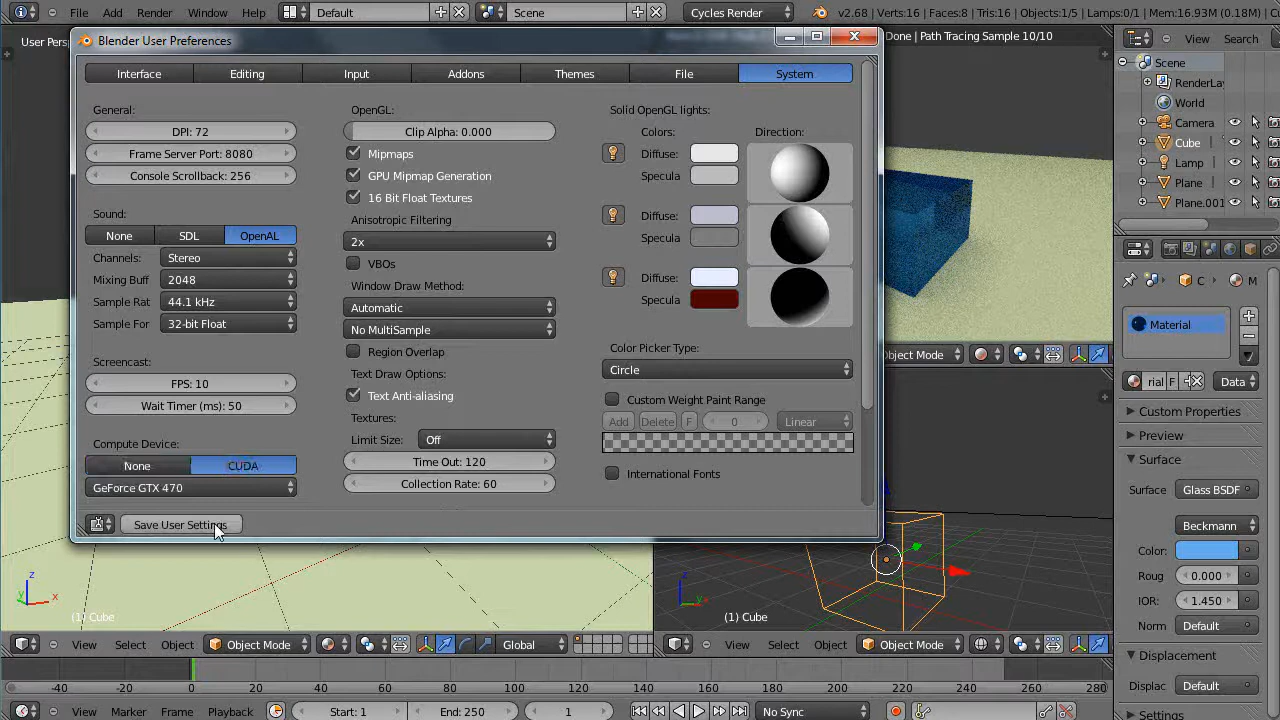 File Add Render Window Help Default Scene Cycles Render v2.68 | Verts:16 | Faces:8 | Tris:16 | Objects:1/5 | Lamps:0/1 | Mem:16.93M (0.18M) |
User Pers
Blender User Preferences
Done | Path Tracing Sample 10/10
View Search
Interface Editing Input Addons Themes File System
General:
DPI: 72
Frame Server Port: 8080
Console Scrollback: 256
Sound:
None SDL OpenAL
Channels: Stereo
Mixing Buff 2048
Sample Rat 44.1 kHz
Sample For 32-bit Float
Screencast:
FPS: 10
Wait Timer (ms): 50
Compute Device:
None CUDA
GeForce GTX 470
Save User Settings
OpenGL:
Clip Alpha: 0.000
Mipmaps
GPU Mipmap Generation
16 Bit Float Textures
Anisotropic Filtering
2x
VBOs
Window Draw Method:
Automatic
No MultiSample
Region Overlap
Text Draw Options:
Text Anti-aliasing
Textures:
Limit Size: Off
Time Out: 120
Collection Rate: 60
Solid OpenGL lights:
Colors: Direction:
Diffuse:
Specula
Diffuse:
Specula
Diffuse:
Specula
Color Picker Type:
Circle
Custom Weight Paint Range
Add Delete F 0 Linear
International Fonts
Scene
RenderLa
World
Camera
Cube
Lamp
Plane
Plane.001
C M
Material
rial F Data
Custom Properties
Preview
Surface
Surface Glass BSDF
Beckmann
Color:
Roug 0.000
IOR: 1.450
Norm Default
Displacement
Displac Default
Settings
bject Mode
z
y x
(1) Cube
z
y
(1) Cube
View Select Object Object Mode Global
View Select Object Object Mode
-40 -20 0 20 40 60 80 100 120 140 160 180 200 220 240 260 280
View Marker Frame Playback Start: 1 End: 250 1 No Sync